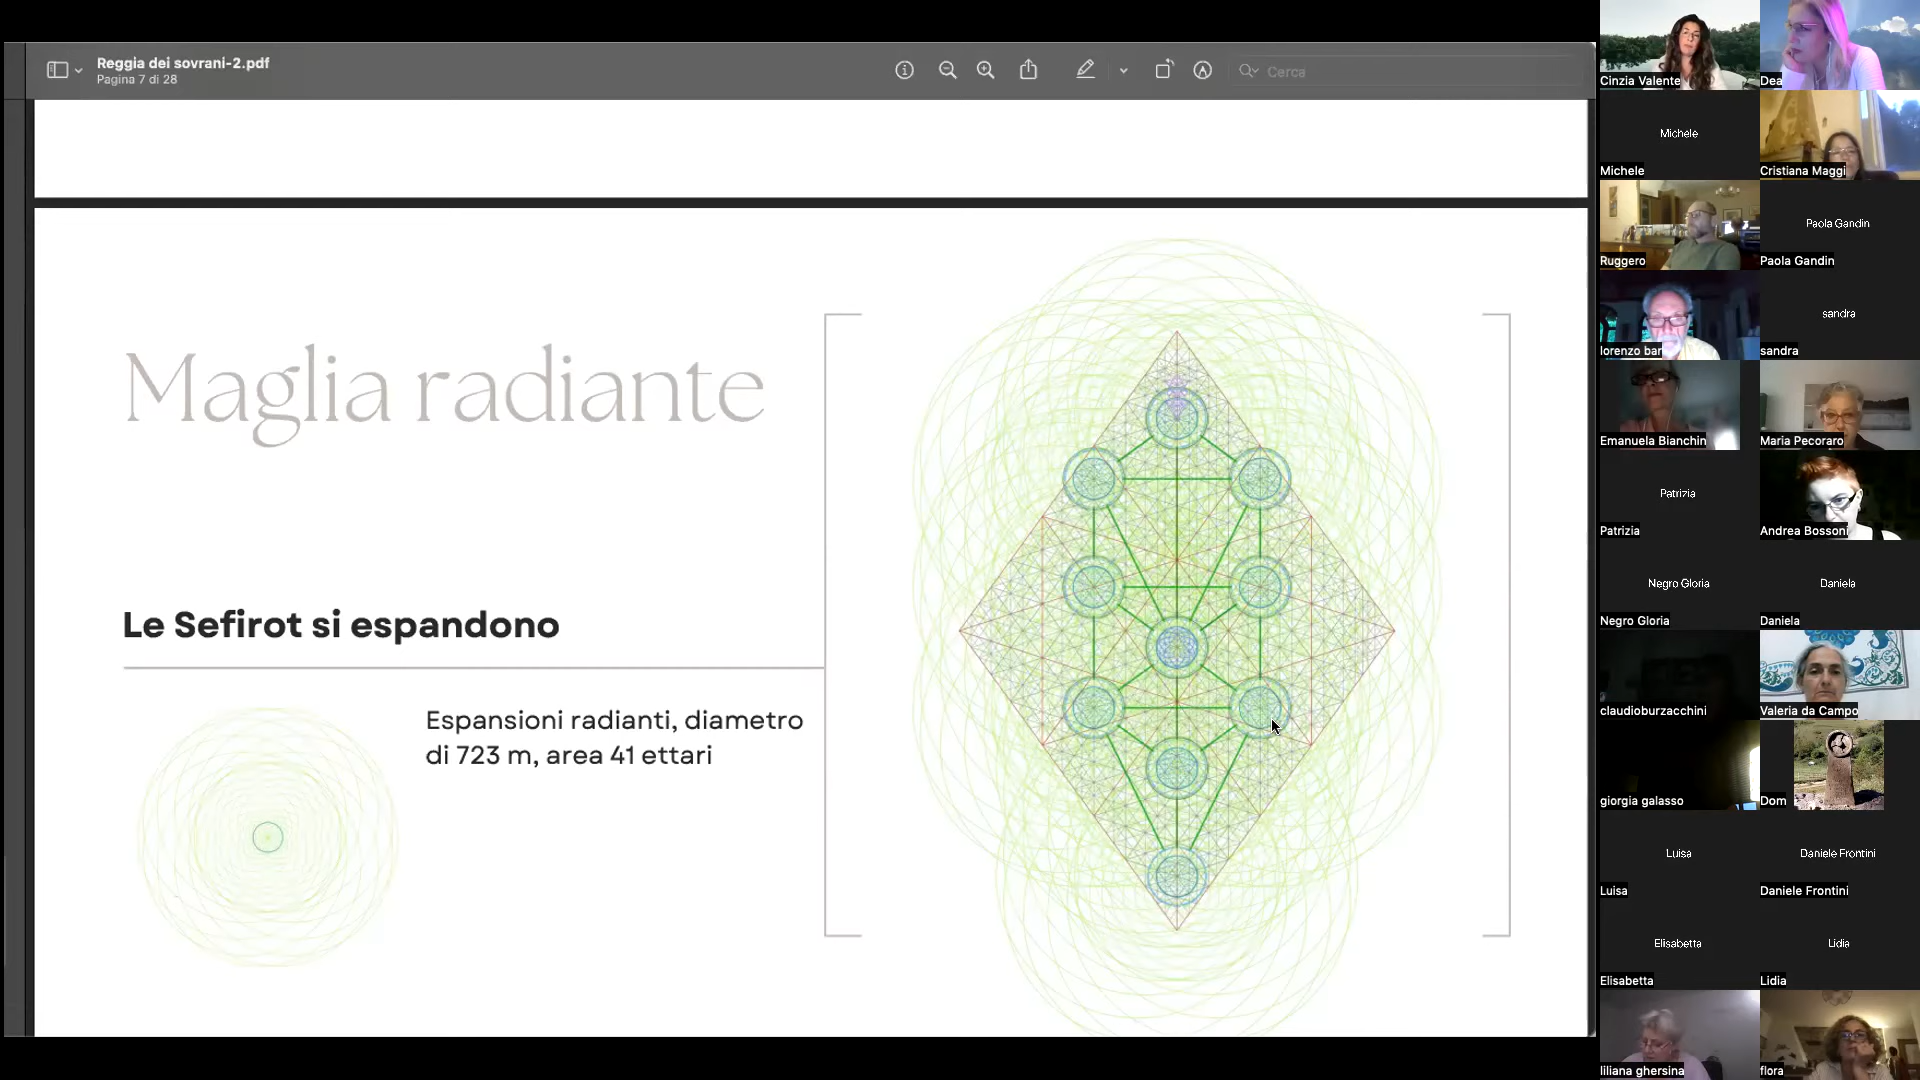 Reggia dei sovrani-2.pdf
Pagina 7 di 28
Cerca
Maglia radiante
Le Sefirot si espandono
Espansioni radianti, diametro
di 723 m, area 41 ettari
Cinzia Valente
Dea
Michele
Michele
Cristiana Maggi
Ruggero
Paola Gandin
Paola Gandin
lorenzo bar
sandra
sandra
Emanuela Bianchin
Maria Pecoraro
Patrizia
Patrizia
Andrea Bossoni
Negro Gloria
Negro Gloria
Daniela
Daniela
claudioburzacchini
Valeria da Campo
giorgia galasso
Dom
Luisa
Luisa
Daniele Frontini
Daniele Frontini
Elisabetta
Elisabetta
Lidia
Lidia
liliana ghersina
flora